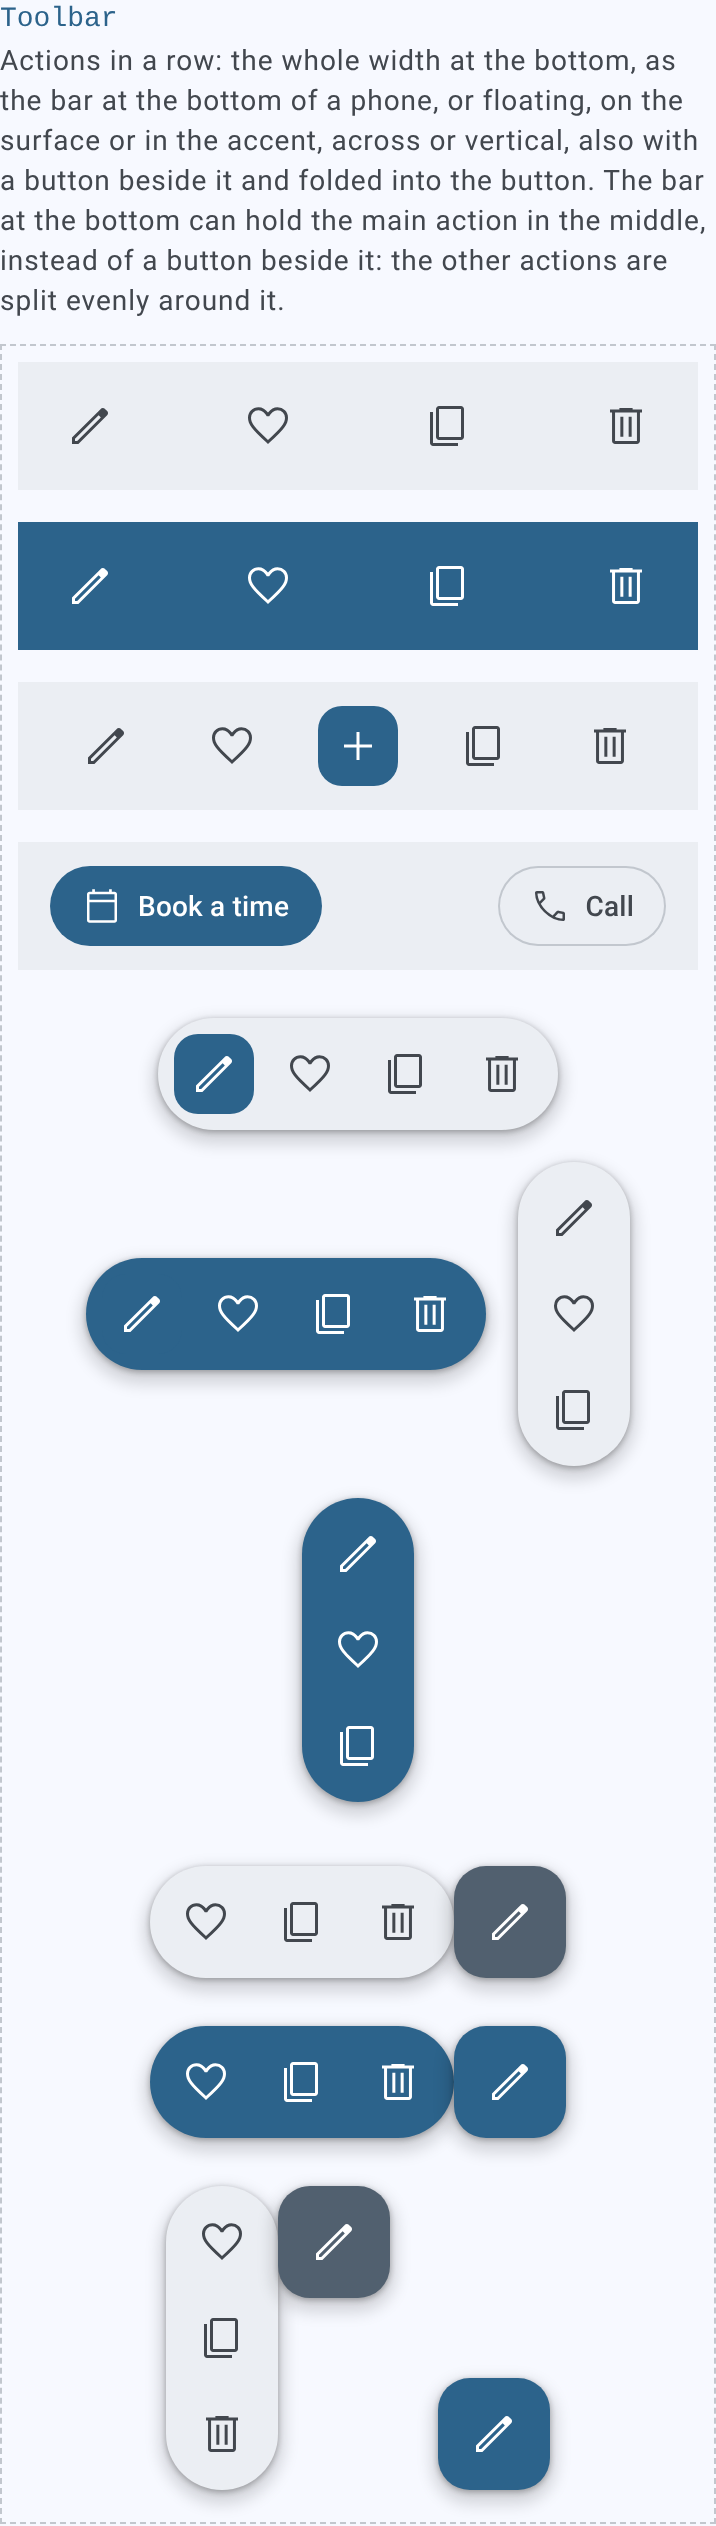 Toolbar
Actions in a row: the whole width at the bottom, as
the bar at the bottom of a phone, or floating, on the
surface or in the accent, across or vertical, also with
a button beside it and folded into the button. The bar
at the bottom can hold the main action in the middle,
instead of a button beside it: the other actions are
split evenly around it.
Book a time
Call